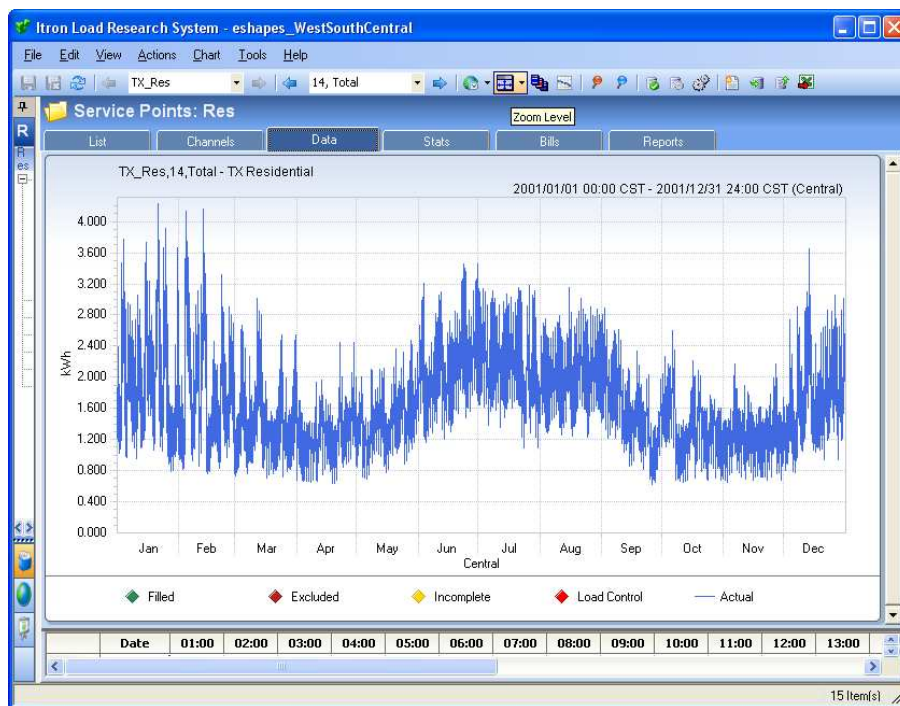 Itron Load Research System - eshapes_WestSouthCentral
File Edit View Actions Chart Tools Help
TX_Res 14, Total
Service Points: Res
Zoom Level
R
es
List Channels Data Stats Bills Reports
TX_Res,14,Total - TX Residential
2001/01/01 00:00 CST - 2001/12/31 24:00 CST (Central)
4.000
3.600
3.200
2.800
2.400
2.000
1.600
1.200
0.800
0.400
0.000
kWh
Jan Feb Mar Apr May Jun Jul Aug Sep Oct Nov Dec
Central
Filled Excluded Incomplete Load Control Actual
Date 01:00 02:00 03:00 04:00 05:00 06:00 07:00 08:00 09:00 10:00 11:00 12:00 13:00
15 Item(s)